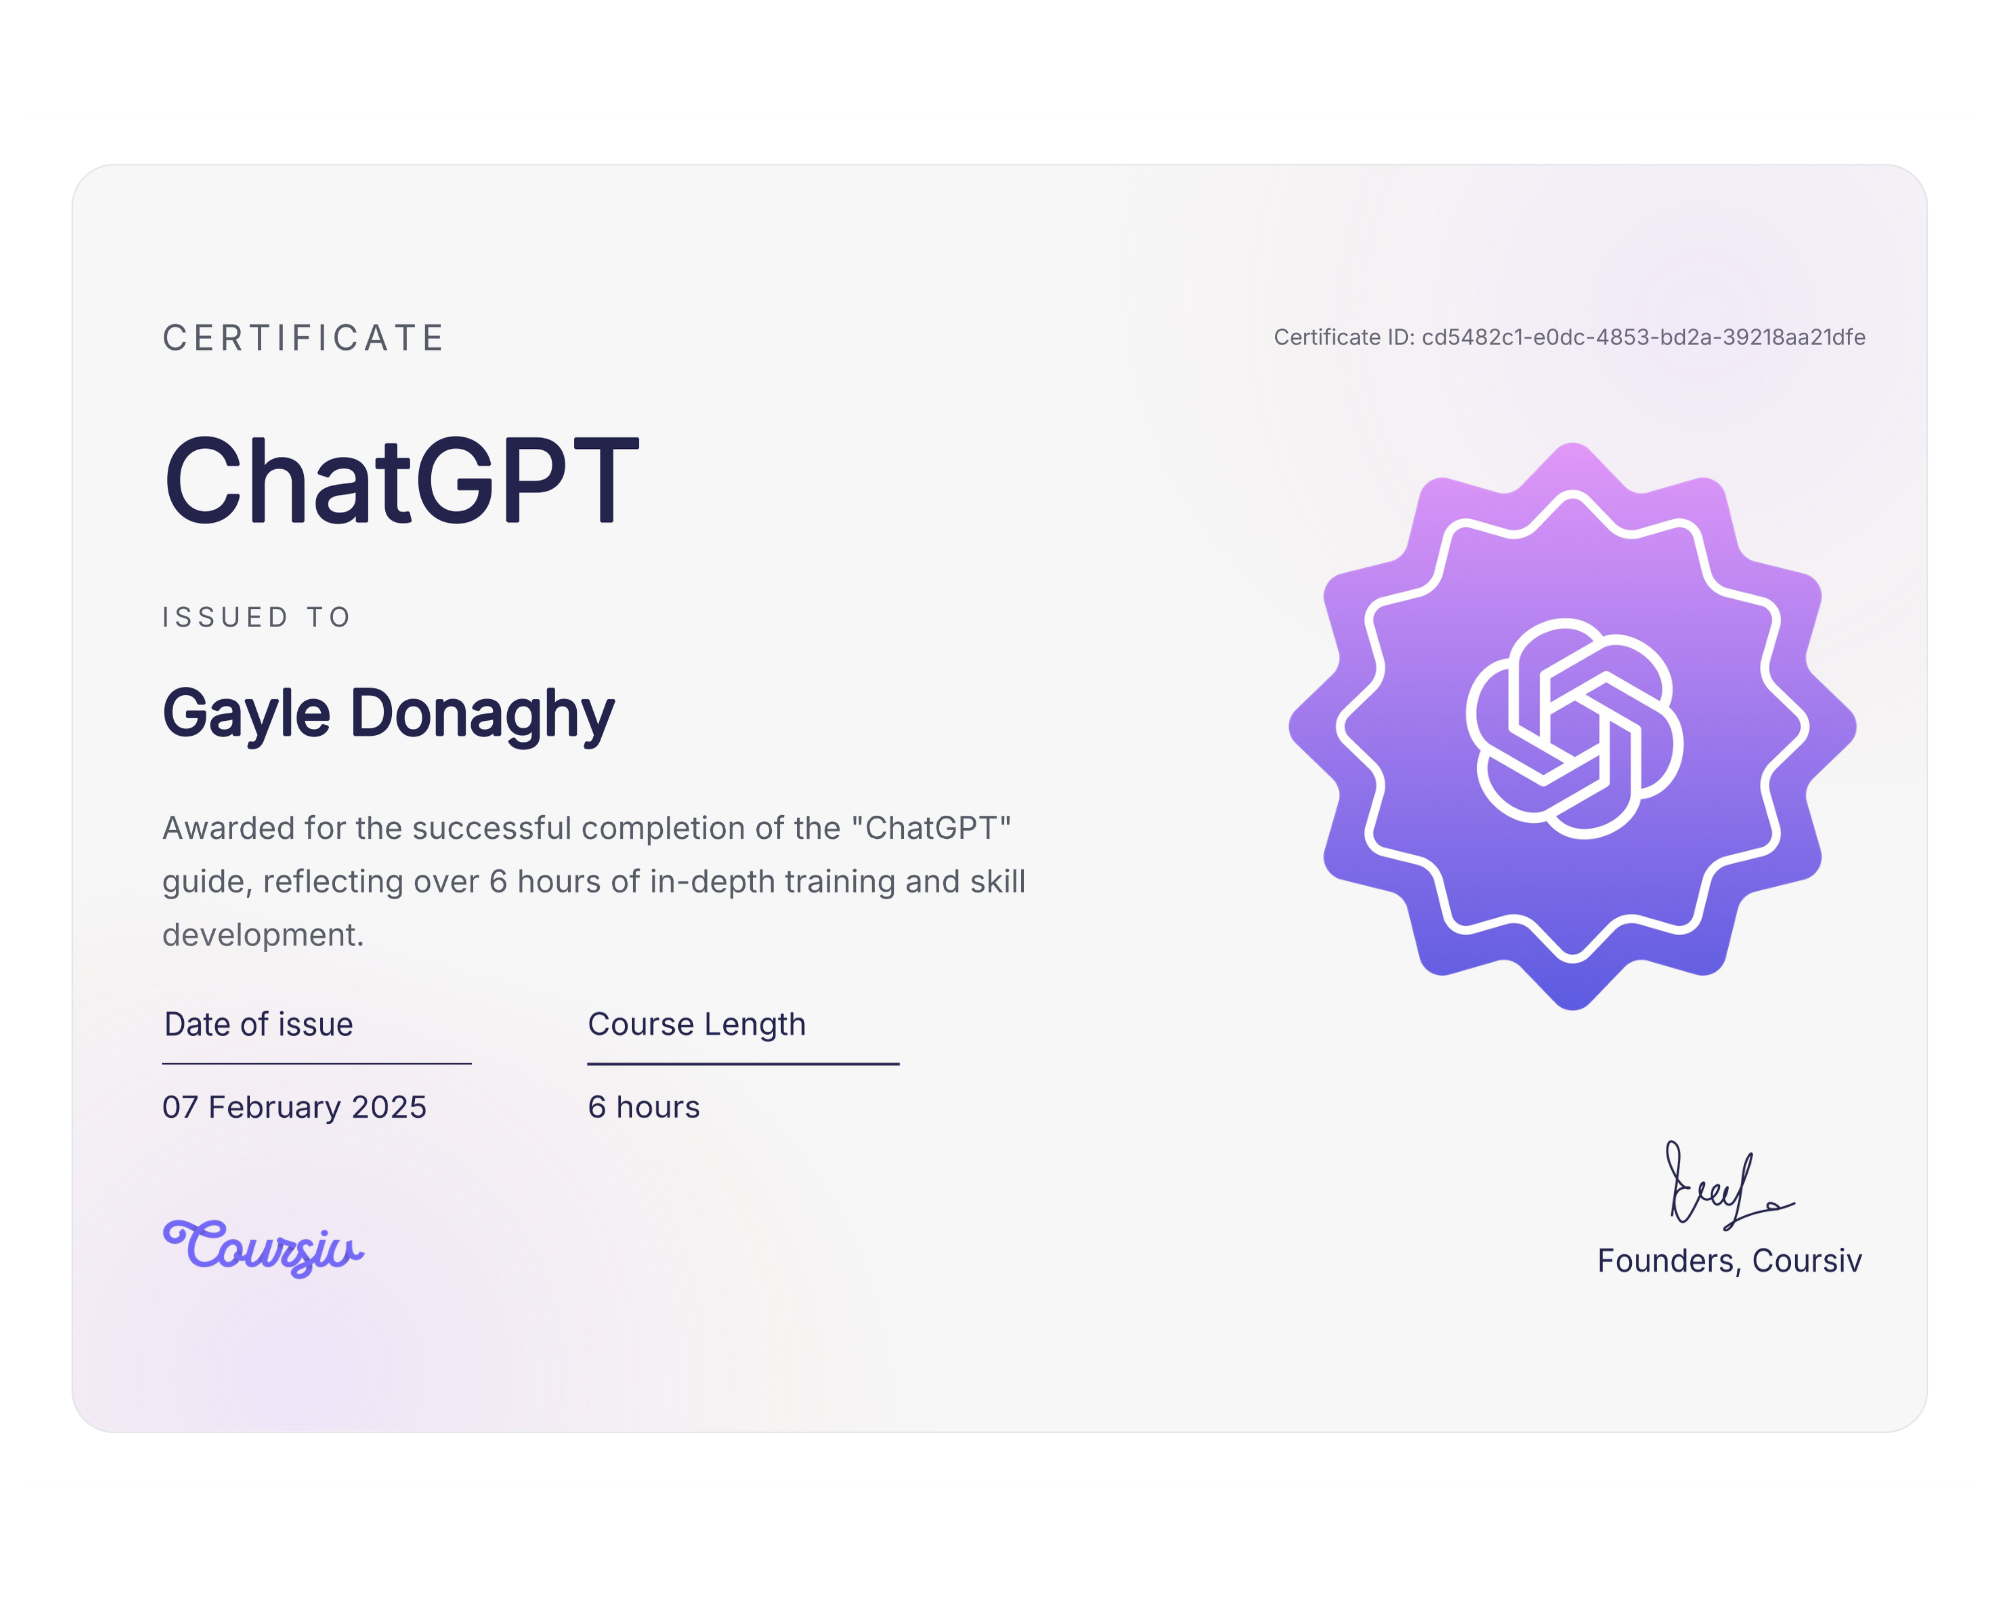 CERTIFICATE
Certificate ID: cd5482c1-e0dc-4853-bd2a-39218aa21dfe
ChatGPT
ISSUED TO
Gayle Donaghy
Awarded for the successful completion of the "ChatGPT"
guide, reflecting over 6 hours of in-depth training and skill
development.
Date of issue
Course Length
07 February 2025
6 hours
Coursiv
Founders, Coursiv